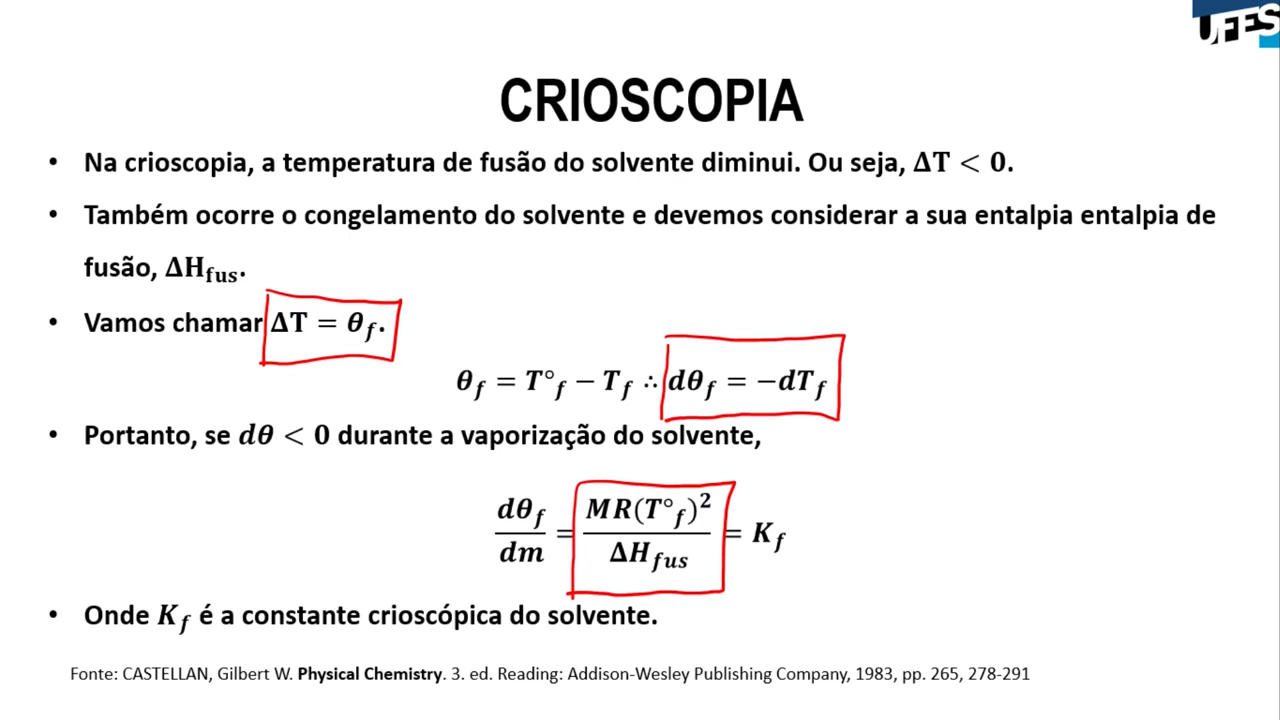 UFES
CRIOSCOPIA
• Na crioscopia, a temperatura de fusão do solvente diminui. Ou seja, ΔT < 0.
• Também ocorre o congelamento do solvente e devemos considerar a sua entalpia entalpia de
fusão, ΔH_fus.
• Vamos chamar ΔT = θ_f.
θ_f = T°_f − T_f ∴ dθ_f = −dT_f
• Portanto, se dθ < 0 durante a vaporização do solvente,
dθ_f/dm = MR(T°_f)²/ΔH_fus = K_f
• Onde K_f é a constante crioscópica do solvente.
Fonte: CASTELLAN, Gilbert W. Physical Chemistry. 3. ed. Reading: Addison-Wesley Publishing Company, 1983, pp. 265, 278-291